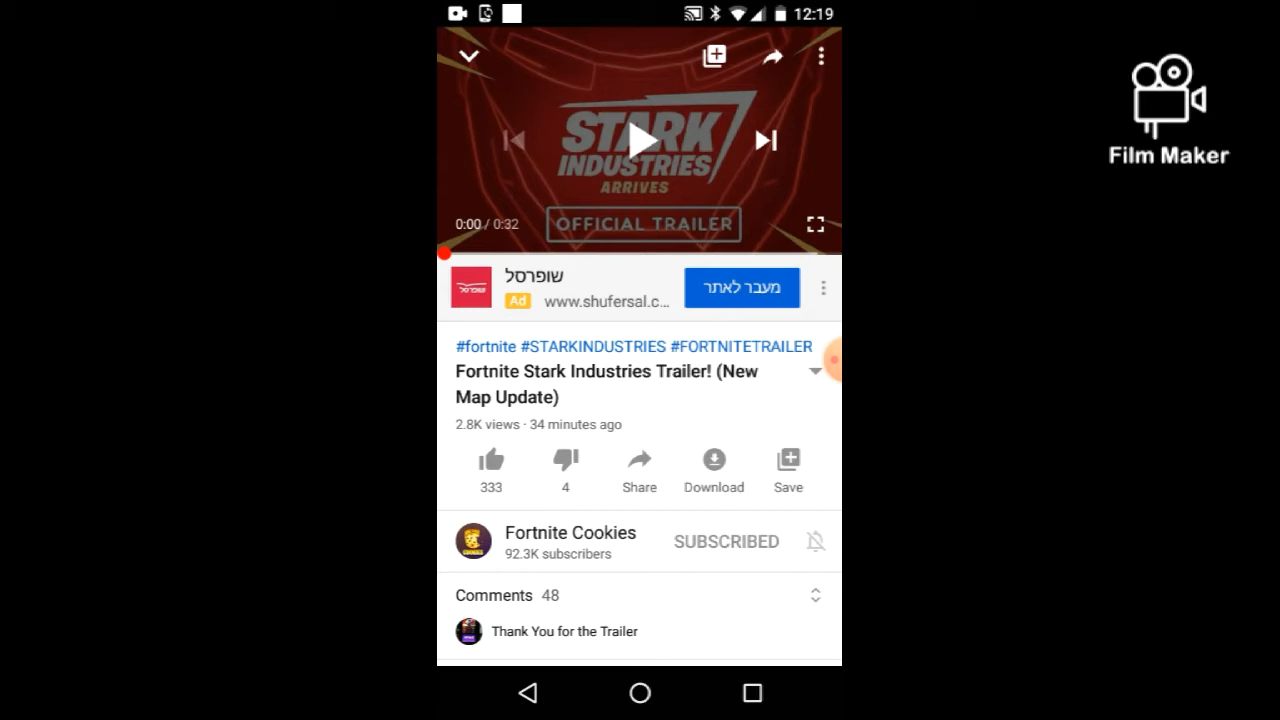 12:19
STARK
INDUSTRIES
ARRIVES
OFFICIAL TRAILER
0:00 / 0:32
שופרסל
שופרסל
Ad www.shufersal.c...
מעבר לאתר
#fortnite #STARKINDUSTRIES #FORTNITETRAILER
Fortnite Stark Industries Trailer! (New
Map Update)
2.8K views · 34 minutes ago
333
4
Share
Download
Save
Fortnite Cookies
92.3K subscribers
SUBSCRIBED
Comments 48
Thank You for the Trailer
Film Maker